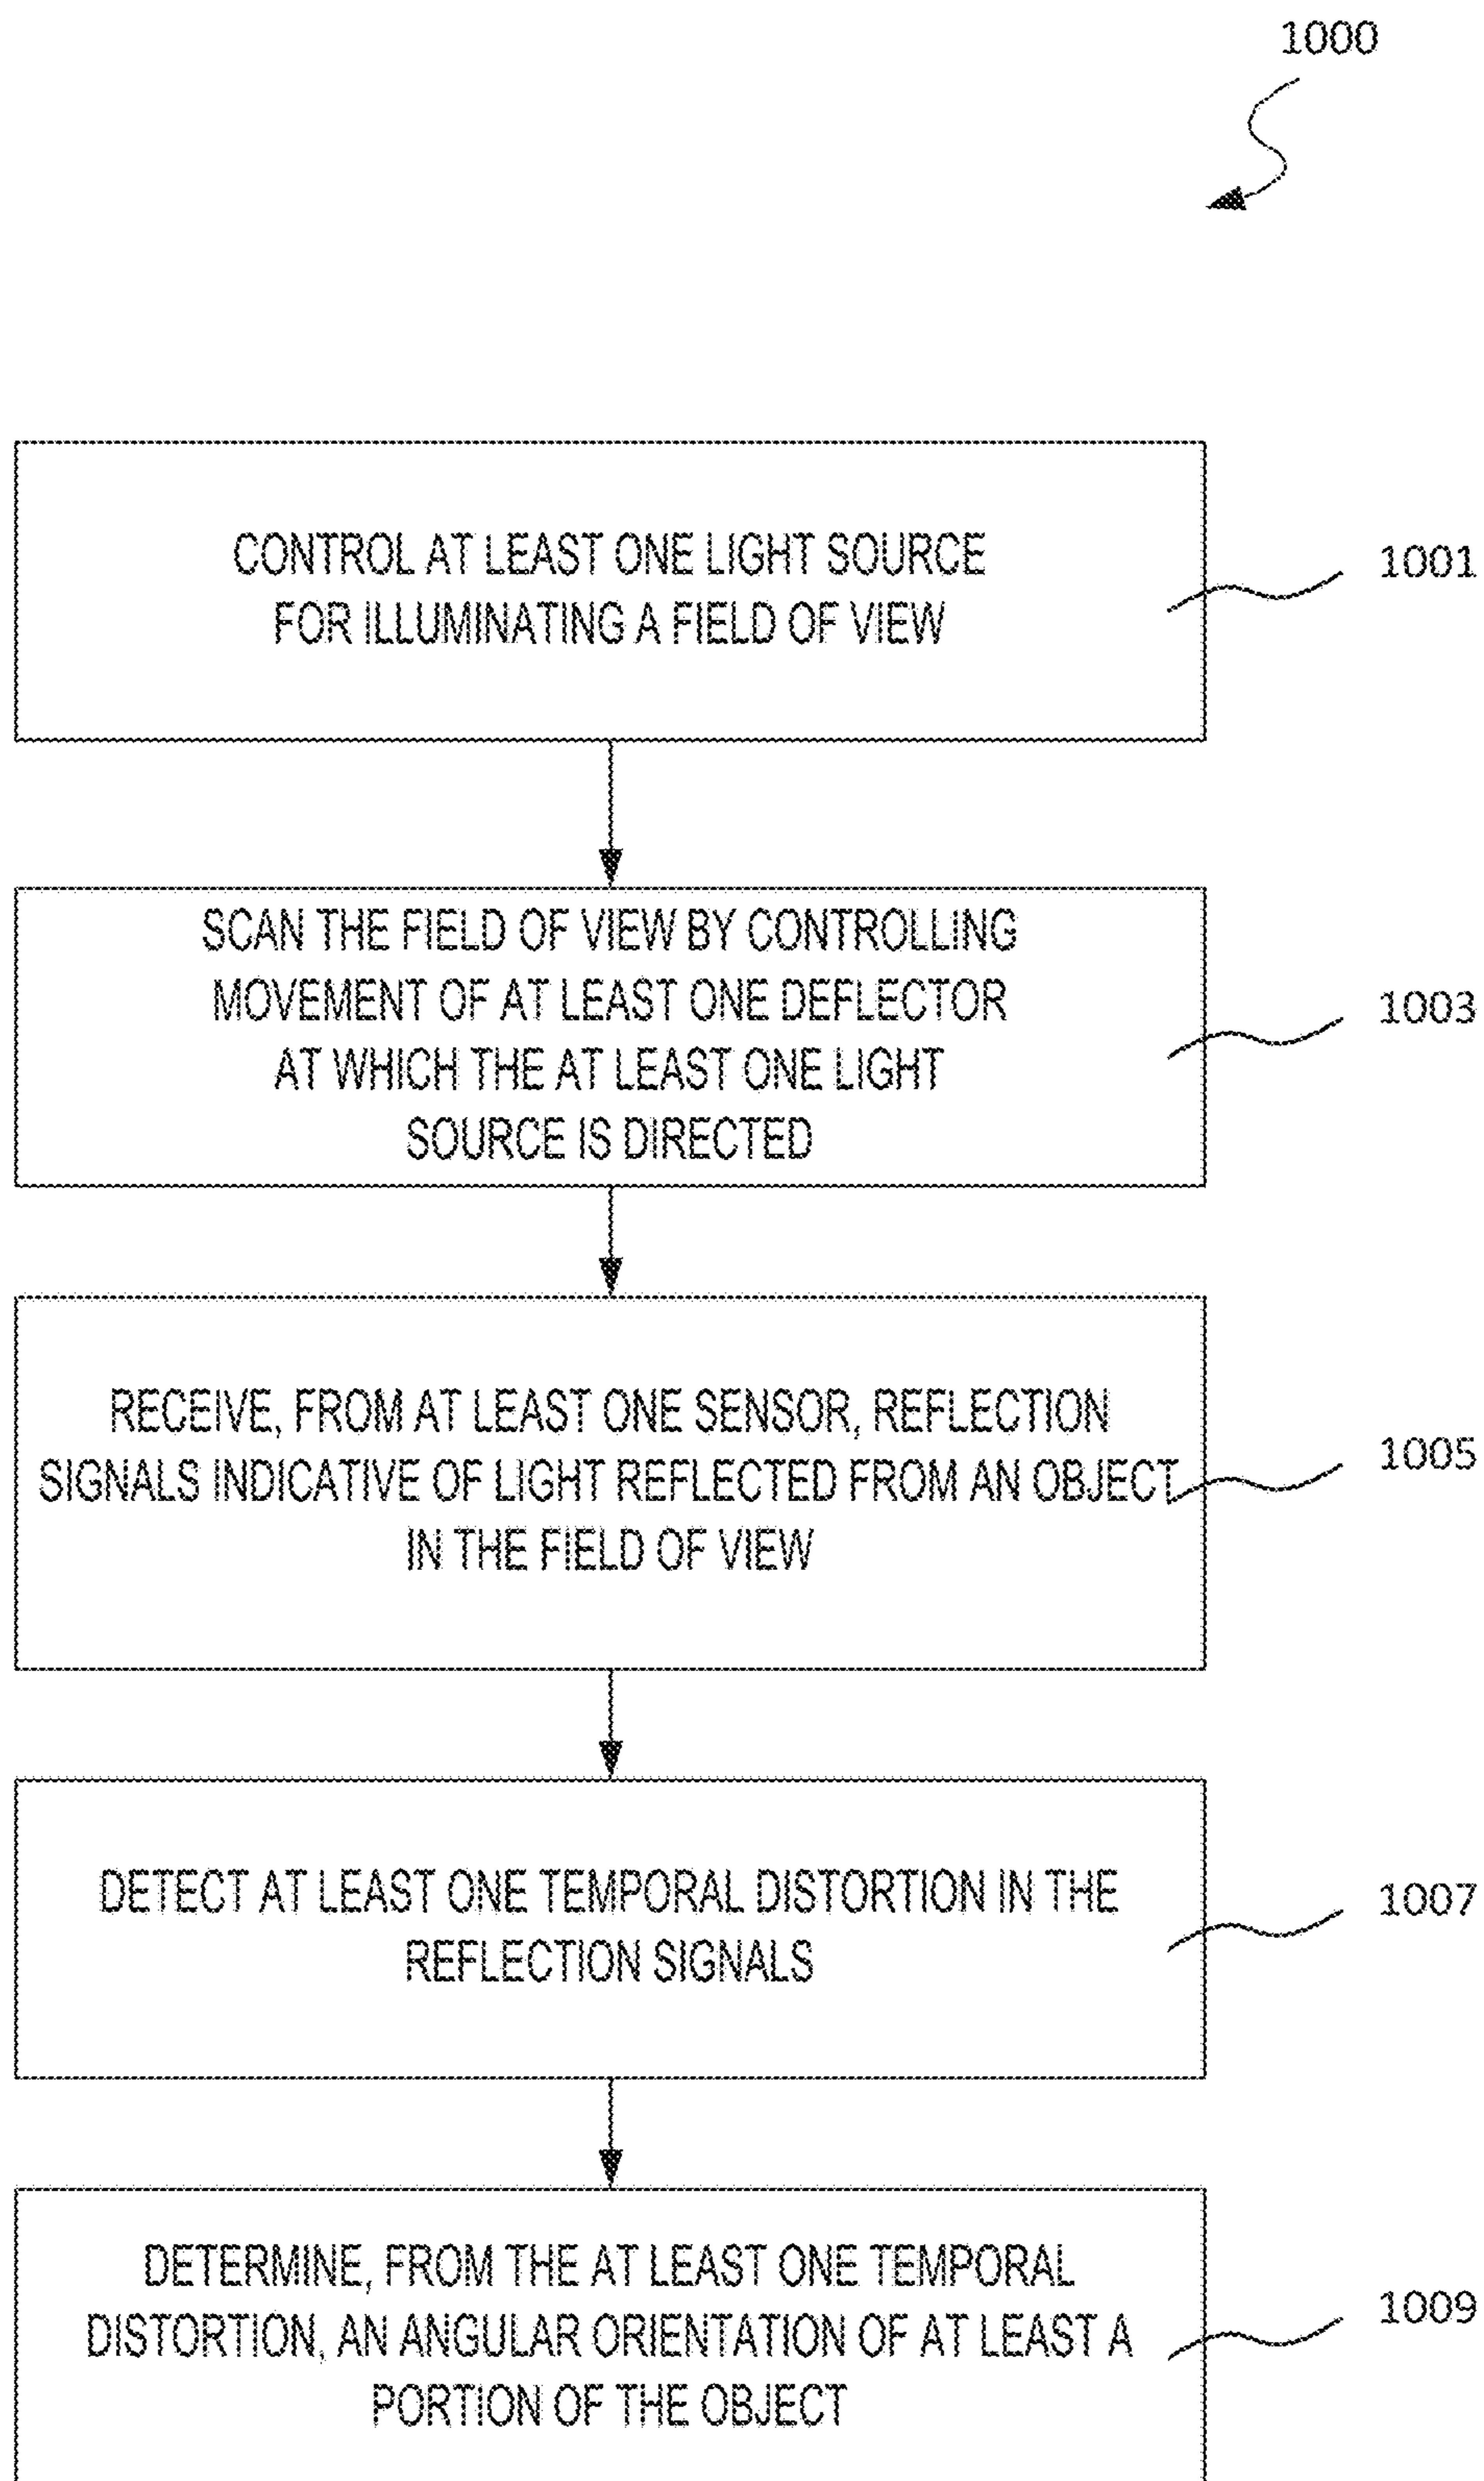 1000
CONTROL AT LEAST ONE LIGHT SOURCE
FOR ILLUMINATING A FIELD OF VIEW
1001
SCAN THE FIELD OF VIEW BY CONTROLLING
MOVEMENT OF AT LEAST ONE DEFLECTOR
AT WHICH THE AT LEAST ONE LIGHT
SOURCE IS DIRECTED
1003
RECEIVE, FROM AT LEAST ONE SENSOR, REFLECTION
SIGNALS INDICATIVE OF LIGHT REFLECTED FROM AN OBJECT
IN THE FIELD OF VIEW
1005
DETECT AT LEAST ONE TEMPORAL DISTORTION IN THE
REFLECTION SIGNALS
1007
DETERMINE, FROM THE AT LEAST ONE TEMPORAL
DISTORTION, AN ANGULAR ORIENTATION OF AT LEAST A
PORTION OF THE OBJECT
1009